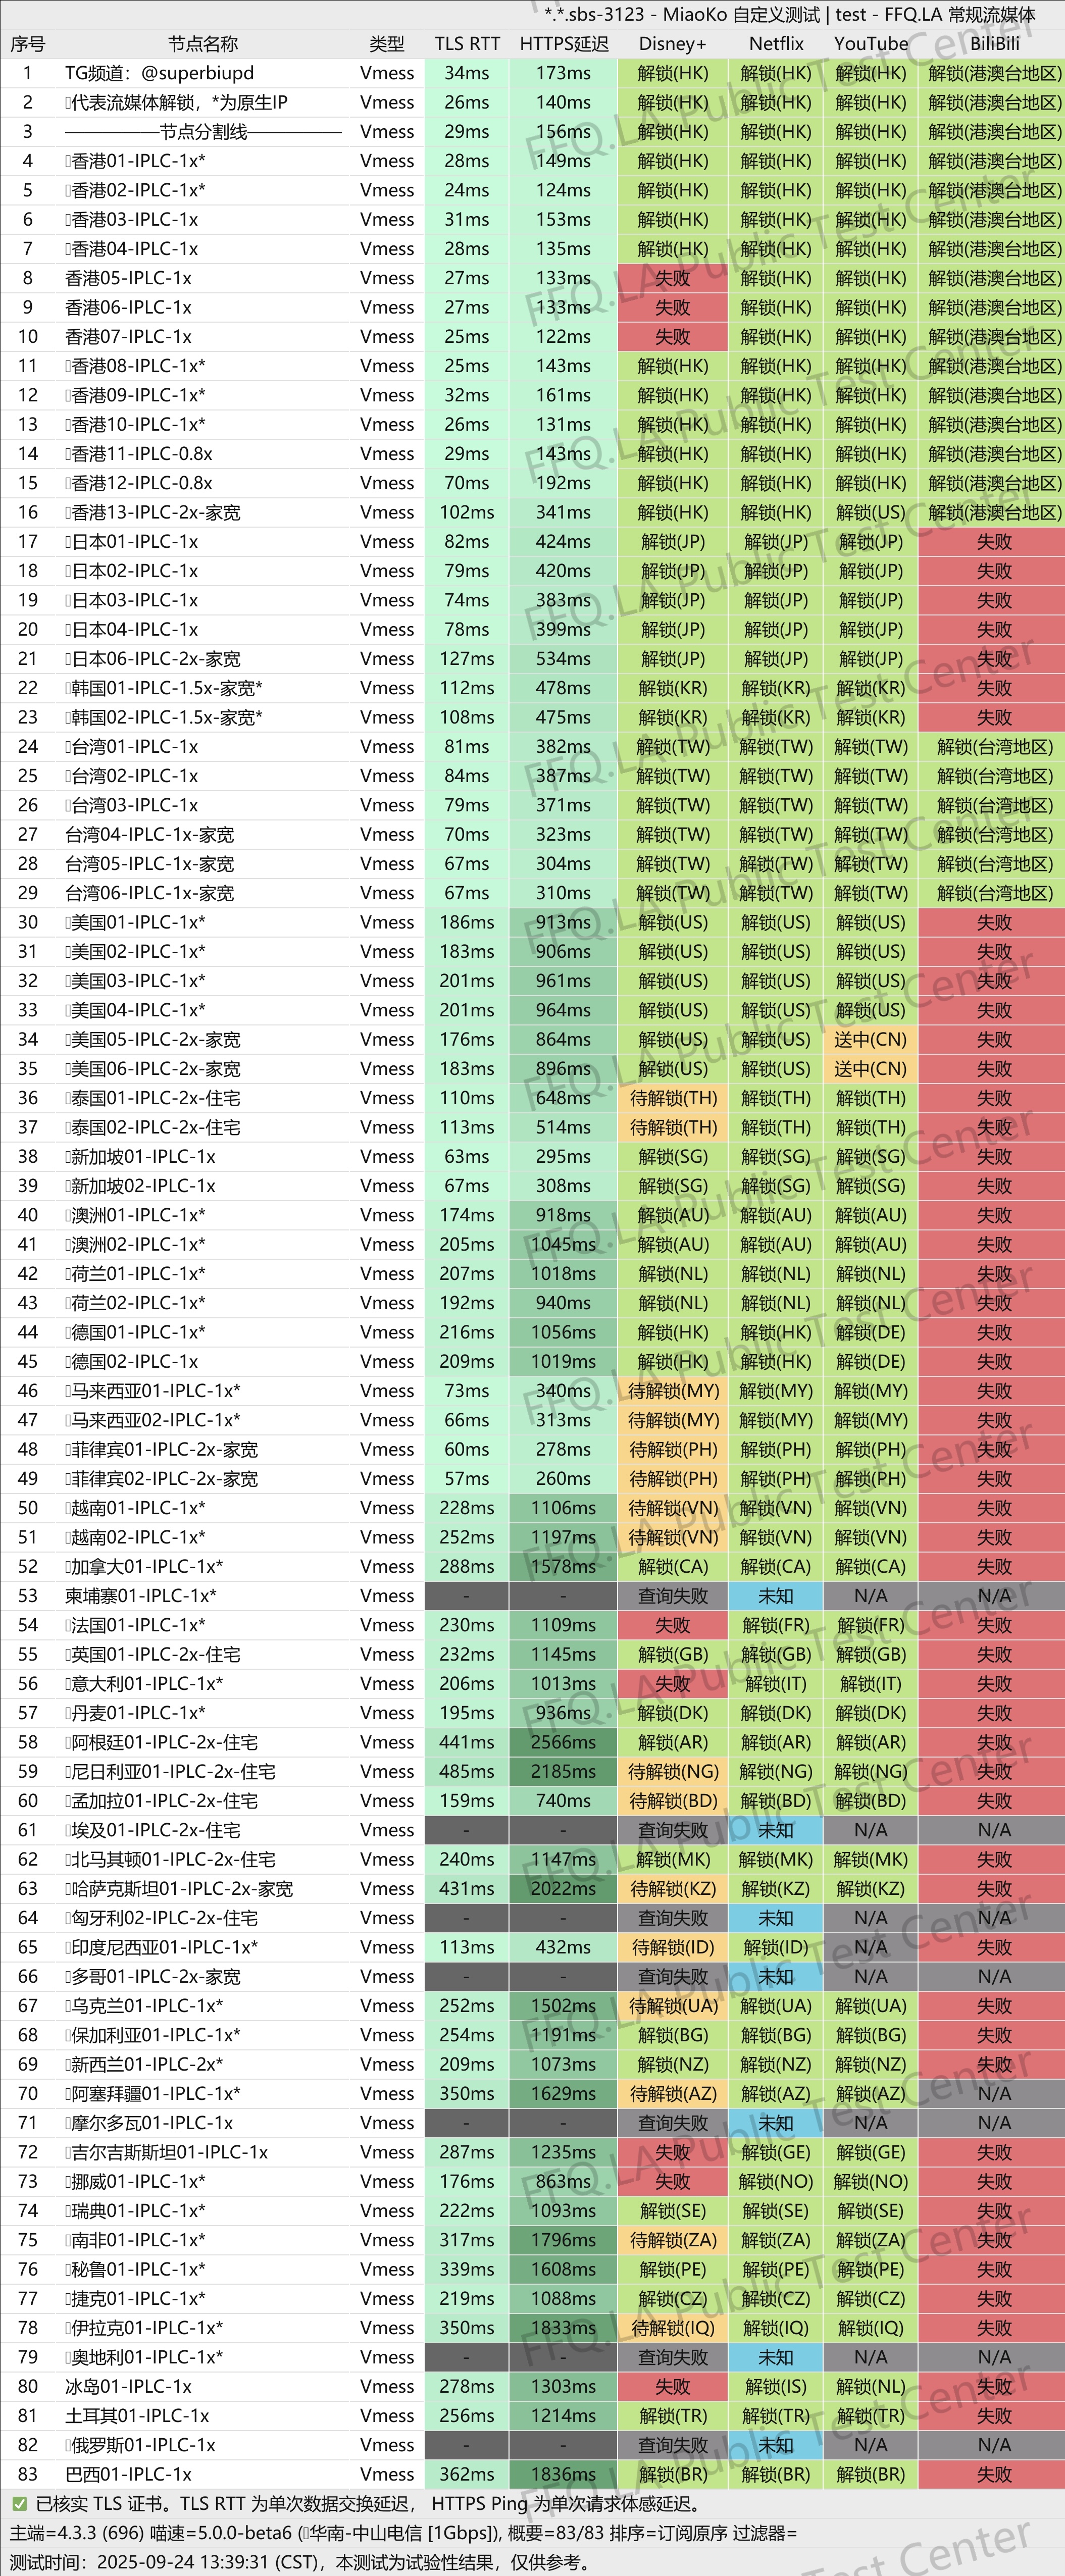 *.*.sbs-3123 - MiaoKo 自定义测试 | test - FFQ.LA 常规流媒体
序号 节点名称 类型 TLS RTT HTTPS延迟 Disney+ Netflix YouTube BiliBili
1 TG频道：@superbiupd Vmess 34ms 173ms 解锁(HK) 解锁(HK) 解锁(HK) 解锁(港澳台地区)
2 代表流媒体解锁，*为原生IP Vmess 26ms 140ms 解锁(HK) 解锁(HK) 解锁(HK) 解锁(港澳台地区)
3 ——————节点分割线—————— Vmess 29ms 156ms 解锁(HK) 解锁(HK) 解锁(HK) 解锁(港澳台地区)
4 香港01-IPLC-1x* Vmess 28ms 149ms 解锁(HK) 解锁(HK) 解锁(HK) 解锁(港澳台地区)
5 香港02-IPLC-1x* Vmess 24ms 124ms 解锁(HK) 解锁(HK) 解锁(HK) 解锁(港澳台地区)
6 香港03-IPLC-1x Vmess 31ms 153ms 解锁(HK) 解锁(HK) 解锁(HK) 解锁(港澳台地区)
7 香港04-IPLC-1x Vmess 28ms 135ms 解锁(HK) 解锁(HK) 解锁(HK) 解锁(港澳台地区)
8 香港05-IPLC-1x Vmess 27ms 133ms 失败 解锁(HK) 解锁(HK) 解锁(港澳台地区)
9 香港06-IPLC-1x Vmess 27ms 133ms 失败 解锁(HK) 解锁(HK) 解锁(港澳台地区)
10 香港07-IPLC-1x Vmess 25ms 122ms 失败 解锁(HK) 解锁(HK) 解锁(港澳台地区)
11 香港08-IPLC-1x* Vmess 25ms 143ms 解锁(HK) 解锁(HK) 解锁(HK) 解锁(港澳台地区)
12 香港09-IPLC-1x* Vmess 32ms 161ms 解锁(HK) 解锁(HK) 解锁(HK) 解锁(港澳台地区)
13 香港10-IPLC-1x* Vmess 26ms 131ms 解锁(HK) 解锁(HK) 解锁(HK) 解锁(港澳台地区)
14 香港11-IPLC-0.8x Vmess 29ms 143ms 解锁(HK) 解锁(HK) 解锁(HK) 解锁(港澳台地区)
15 香港12-IPLC-0.8x Vmess 70ms 192ms 解锁(HK) 解锁(HK) 解锁(HK) 解锁(港澳台地区)
16 香港13-IPLC-2x-家宽 Vmess 102ms 341ms 解锁(HK) 解锁(HK) 解锁(US) 解锁(港澳台地区)
17 日本01-IPLC-1x Vmess 82ms 424ms 解锁(JP) 解锁(JP) 解锁(JP) 失败
18 日本02-IPLC-1x Vmess 79ms 420ms 解锁(JP) 解锁(JP) 解锁(JP) 失败
19 日本03-IPLC-1x Vmess 74ms 383ms 解锁(JP) 解锁(JP) 解锁(JP) 失败
20 日本04-IPLC-1x Vmess 78ms 399ms 解锁(JP) 解锁(JP) 解锁(JP) 失败
21 日本06-IPLC-2x-家宽 Vmess 127ms 534ms 解锁(JP) 解锁(JP) 解锁(JP) 失败
22 韩国01-IPLC-1.5x-家宽* Vmess 112ms 478ms 解锁(KR) 解锁(KR) 解锁(KR) 失败
23 韩国02-IPLC-1.5x-家宽* Vmess 108ms 475ms 解锁(KR) 解锁(KR) 解锁(KR) 失败
24 台湾01-IPLC-1x Vmess 81ms 382ms 解锁(TW) 解锁(TW) 解锁(TW) 解锁(台湾地区)
25 台湾02-IPLC-1x Vmess 84ms 387ms 解锁(TW) 解锁(TW) 解锁(TW) 解锁(台湾地区)
26 台湾03-IPLC-1x Vmess 79ms 371ms 解锁(TW) 解锁(TW) 解锁(TW) 解锁(台湾地区)
27 台湾04-IPLC-1x-家宽 Vmess 70ms 323ms 解锁(TW) 解锁(TW) 解锁(TW) 解锁(台湾地区)
28 台湾05-IPLC-1x-家宽 Vmess 67ms 304ms 解锁(TW) 解锁(TW) 解锁(TW) 解锁(台湾地区)
29 台湾06-IPLC-1x-家宽 Vmess 67ms 310ms 解锁(TW) 解锁(TW) 解锁(TW) 解锁(台湾地区)
30 美国01-IPLC-1x* Vmess 186ms 913ms 解锁(US) 解锁(US) 解锁(US) 失败
31 美国02-IPLC-1x* Vmess 183ms 906ms 解锁(US) 解锁(US) 解锁(US) 失败
32 美国03-IPLC-1x* Vmess 201ms 961ms 解锁(US) 解锁(US) 解锁(US) 失败
33 美国04-IPLC-1x* Vmess 201ms 964ms 解锁(US) 解锁(US) 解锁(US) 失败
34 美国05-IPLC-2x-家宽 Vmess 176ms 864ms 解锁(US) 解锁(US) 送中(CN) 失败
35 美国06-IPLC-2x-家宽 Vmess 183ms 896ms 解锁(US) 解锁(US) 送中(CN) 失败
36 泰国01-IPLC-2x-住宅 Vmess 110ms 648ms 待解锁(TH) 解锁(TH) 解锁(TH) 失败
37 泰国02-IPLC-2x-住宅 Vmess 113ms 514ms 待解锁(TH) 解锁(TH) 解锁(TH) 失败
38 新加坡01-IPLC-1x Vmess 63ms 295ms 解锁(SG) 解锁(SG) 解锁(SG) 失败
39 新加坡02-IPLC-1x Vmess 67ms 308ms 解锁(SG) 解锁(SG) 解锁(SG) 失败
40 澳洲01-IPLC-1x* Vmess 174ms 918ms 解锁(AU) 解锁(AU) 解锁(AU) 失败
41 澳洲02-IPLC-1x* Vmess 205ms 1045ms 解锁(AU) 解锁(AU) 解锁(AU) 失败
42 荷兰01-IPLC-1x* Vmess 207ms 1018ms 解锁(NL) 解锁(NL) 解锁(NL) 失败
43 荷兰02-IPLC-1x* Vmess 192ms 940ms 解锁(NL) 解锁(NL) 解锁(NL) 失败
44 德国01-IPLC-1x* Vmess 216ms 1056ms 解锁(HK) 解锁(HK) 解锁(DE) 失败
45 德国02-IPLC-1x Vmess 209ms 1019ms 解锁(HK) 解锁(HK) 解锁(DE) 失败
46 马来西亚01-IPLC-1x* Vmess 73ms 340ms 待解锁(MY) 解锁(MY) 解锁(MY) 失败
47 马来西亚02-IPLC-1x* Vmess 66ms 313ms 待解锁(MY) 解锁(MY) 解锁(MY) 失败
48 菲律宾01-IPLC-2x-家宽 Vmess 60ms 278ms 待解锁(PH) 解锁(PH) 解锁(PH) 失败
49 菲律宾02-IPLC-2x-家宽 Vmess 57ms 260ms 待解锁(PH) 解锁(PH) 解锁(PH) 失败
50 越南01-IPLC-1x* Vmess 228ms 1106ms 待解锁(VN) 解锁(VN) 解锁(VN) 失败
51 越南02-IPLC-1x* Vmess 252ms 1197ms 待解锁(VN) 解锁(VN) 解锁(VN) 失败
52 加拿大01-IPLC-1x* Vmess 288ms 1578ms 解锁(CA) 解锁(CA) 解锁(CA) 失败
53 柬埔寨01-IPLC-1x* Vmess - - 查询失败 未知 N/A N/A
54 法国01-IPLC-1x* Vmess 230ms 1109ms 失败 解锁(FR) 解锁(FR) 失败
55 英国01-IPLC-2x-住宅 Vmess 232ms 1145ms 解锁(GB) 解锁(GB) 解锁(GB) 失败
56 意大利01-IPLC-1x* Vmess 206ms 1013ms 失败 解锁(IT) 解锁(IT) 失败
57 丹麦01-IPLC-1x* Vmess 195ms 936ms 解锁(DK) 解锁(DK) 解锁(DK) 失败
58 阿根廷01-IPLC-2x-住宅 Vmess 441ms 2566ms 解锁(AR) 解锁(AR) 解锁(AR) 失败
59 尼日利亚01-IPLC-2x-住宅 Vmess 485ms 2185ms 待解锁(NG) 解锁(NG) 解锁(NG) 失败
60 孟加拉01-IPLC-2x-住宅 Vmess 159ms 740ms 待解锁(BD) 解锁(BD) 解锁(BD) 失败
61 埃及01-IPLC-2x-住宅 Vmess - - 查询失败 未知 N/A N/A
62 北马其顿01-IPLC-2x-住宅 Vmess 240ms 1147ms 解锁(MK) 解锁(MK) 解锁(MK) 失败
63 哈萨克斯坦01-IPLC-2x-家宽 Vmess 431ms 2022ms 待解锁(KZ) 解锁(KZ) 解锁(KZ) 失败
64 匈牙利02-IPLC-2x-住宅 Vmess - - 查询失败 未知 N/A N/A
65 印度尼西亚01-IPLC-1x* Vmess 113ms 432ms 待解锁(ID) 解锁(ID) N/A 失败
66 多哥01-IPLC-2x-家宽 Vmess - - 查询失败 未知 N/A N/A
67 乌克兰01-IPLC-1x* Vmess 252ms 1502ms 待解锁(UA) 解锁(UA) 解锁(UA) 失败
68 保加利亚01-IPLC-1x* Vmess 254ms 1191ms 解锁(BG) 解锁(BG) 解锁(BG) 失败
69 新西兰01-IPLC-2x* Vmess 209ms 1073ms 解锁(NZ) 解锁(NZ) 解锁(NZ) 失败
70 阿塞拜疆01-IPLC-1x* Vmess 350ms 1629ms 待解锁(AZ) 解锁(AZ) 解锁(AZ) N/A
71 摩尔多瓦01-IPLC-1x Vmess - - 查询失败 未知 N/A N/A
72 吉尔吉斯斯坦01-IPLC-1x Vmess 287ms 1235ms 失败 解锁(GE) 解锁(GE) 失败
73 挪威01-IPLC-1x* Vmess 176ms 863ms 失败 解锁(NO) 解锁(NO) 失败
74 瑞典01-IPLC-1x* Vmess 222ms 1093ms 解锁(SE) 解锁(SE) 解锁(SE) 失败
75 南非01-IPLC-1x* Vmess 317ms 1796ms 待解锁(ZA) 解锁(ZA) 解锁(ZA) 失败
76 秘鲁01-IPLC-1x* Vmess 339ms 1608ms 解锁(PE) 解锁(PE) 解锁(PE) 失败
77 捷克01-IPLC-1x* Vmess 219ms 1088ms 解锁(CZ) 解锁(CZ) 解锁(CZ) 失败
78 伊拉克01-IPLC-1x* Vmess 350ms 1833ms 待解锁(IQ) 解锁(IQ) 解锁(IQ) 失败
79 奥地利01-IPLC-1x* Vmess - - 查询失败 未知 N/A N/A
80 冰岛01-IPLC-1x Vmess 278ms 1303ms 失败 解锁(IS) 解锁(NL) 失败
81 土耳其01-IPLC-1x Vmess 256ms 1214ms 解锁(TR) 解锁(TR) 解锁(TR) 失败
82 俄罗斯01-IPLC-1x Vmess - - 查询失败 未知 N/A N/A
83 巴西01-IPLC-1x Vmess 362ms 1836ms 解锁(BR) 解锁(BR) 解锁(BR) 失败
✅ 已核实 TLS 证书。TLS RTT 为单次数据交换延迟， HTTPS Ping 为单次请求体感延迟。
主端=4.3.3 (696) 喵速=5.0.0-beta6 (华南-中山电信 [1Gbps]), 概要=83/83 排序=订阅原序 过滤器=
测试时间：2025-09-24 13:39:31 (CST)，本测试为试验性结果，仅供参考。
FFQ.LA Public Test Center